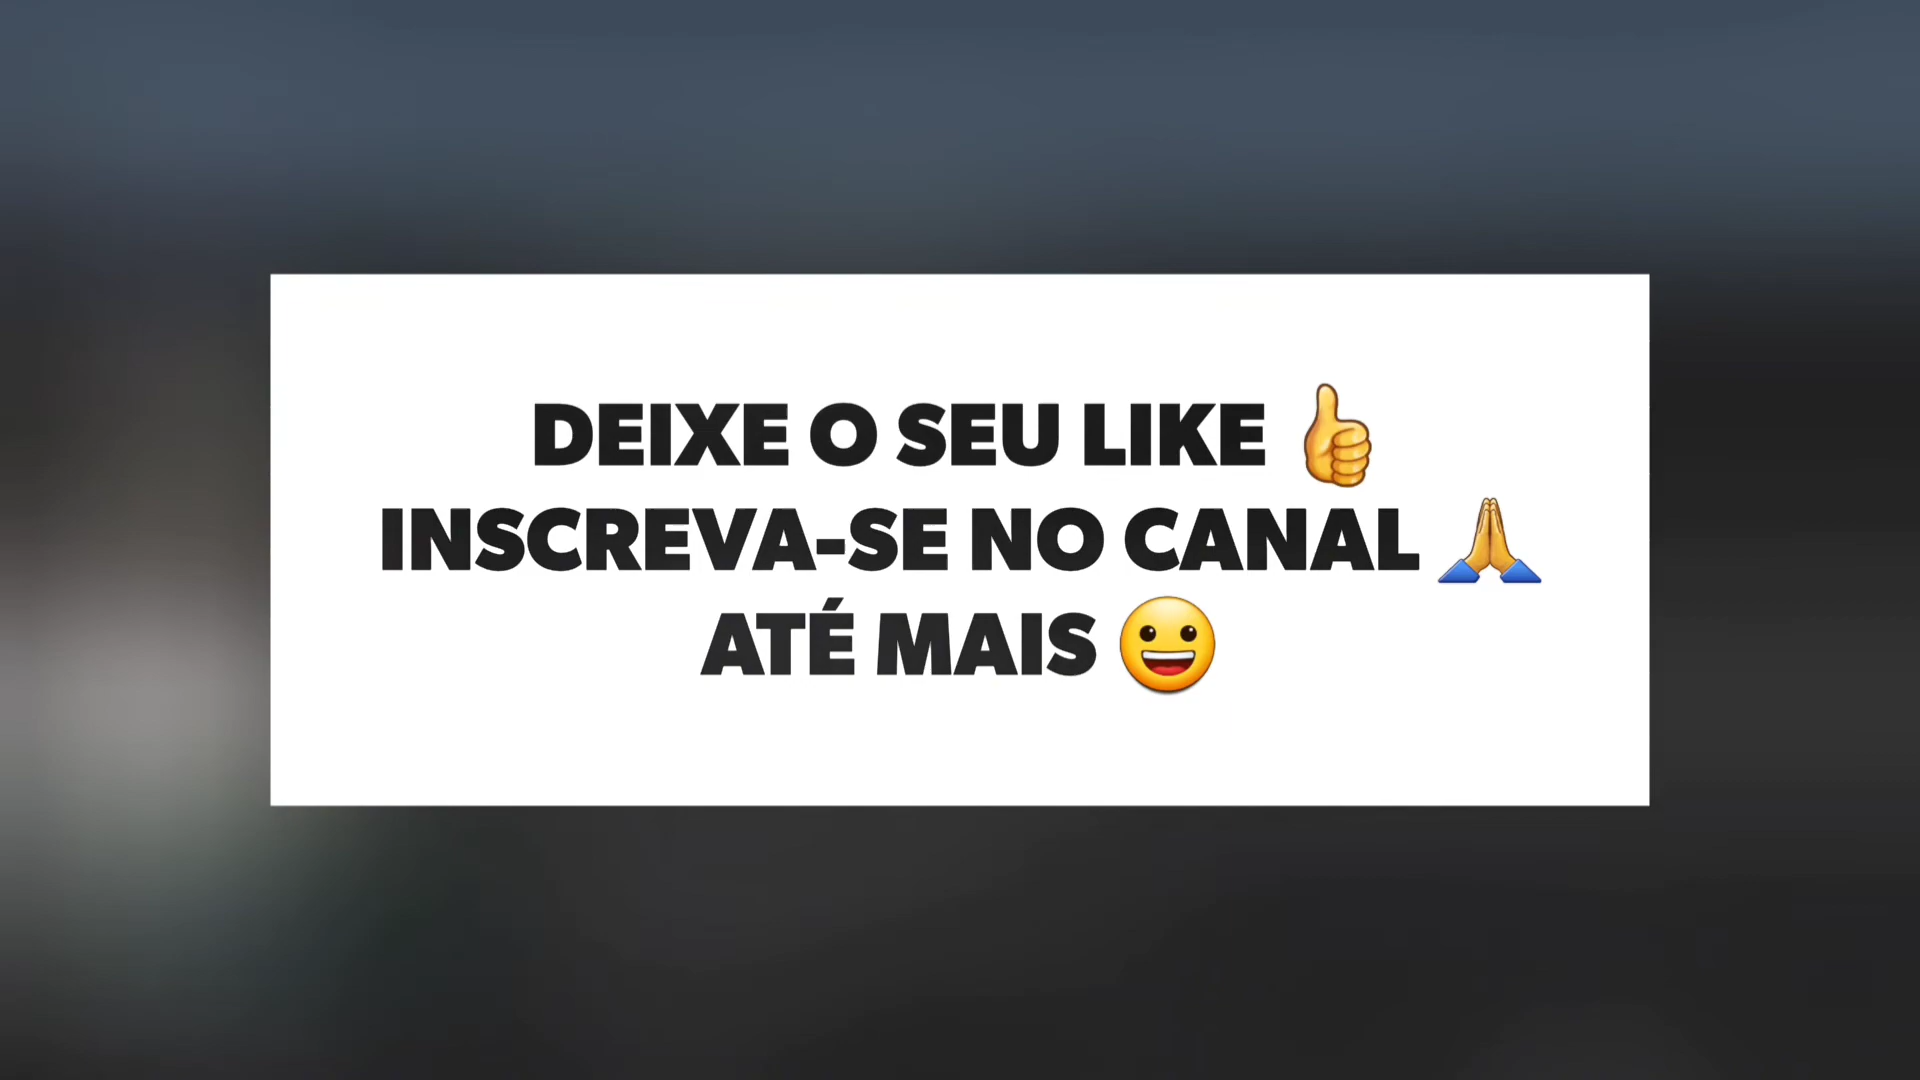 DEIXE O SEU LIKE 👍
INSCREVA-SE NO CANAL 🙏
ATÉ MAIS 😀